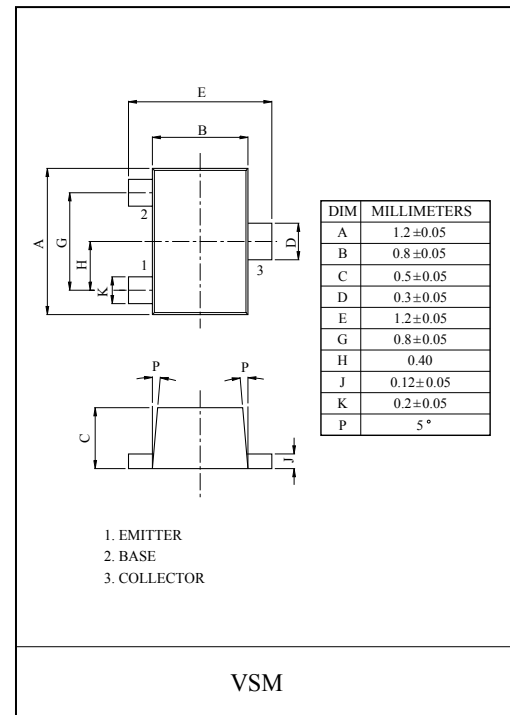 E
B
2
A
G
H
1
K
D
3
DIM MILLIMETERS
A 1.2±0.05
B 0.8±0.05
C 0.5±0.05
D 0.3±0.05
E 1.2±0.05
G 0.8±0.05
H 0.40
J 0.12±0.05
K 0.2±0.05
P 5°
P P
C
J
1. EMITTER
2. BASE
3. COLLECTOR
VSM